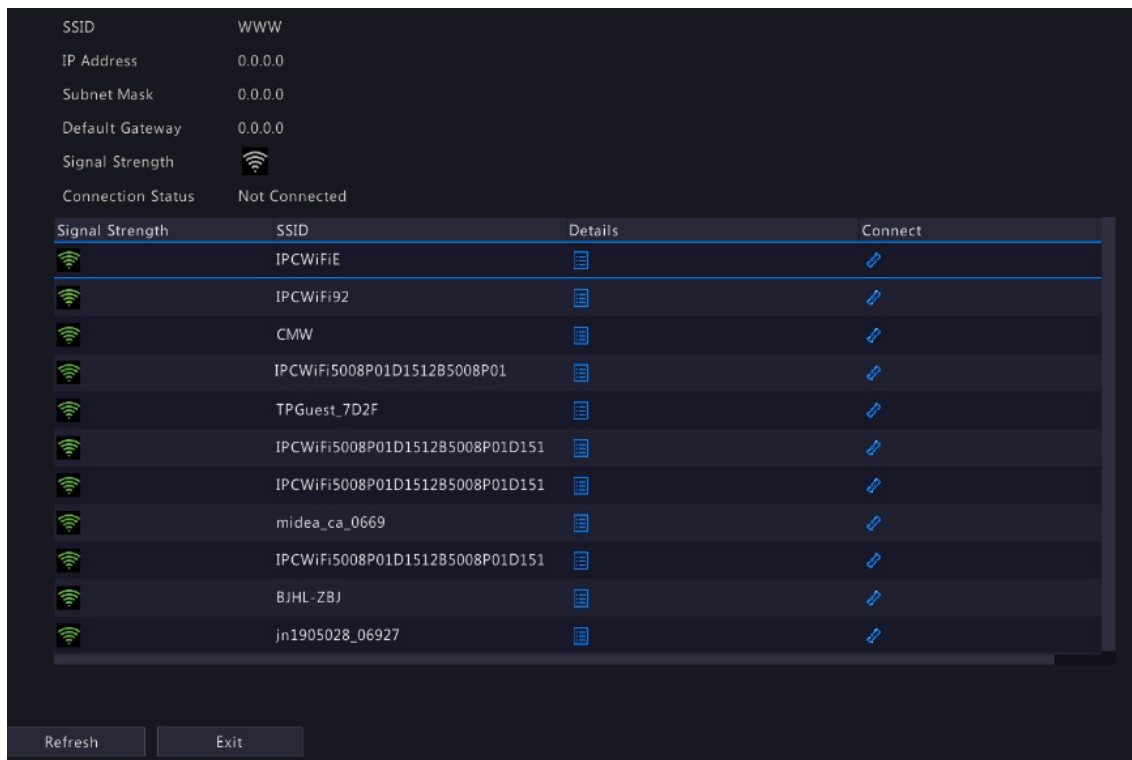 SSID WWW
IP Address 0.0.0.0
Subnet Mask 0.0.0.0
Default Gateway 0.0.0.0
Signal Strength
Connection Status Not Connected
Signal Strength SSID Details Connect
IPCWiFiE
IPCWiFi92
CMW
IPCWiFi5008P01D1512B5008P01
TPGuest_7D2F
IPCWiFi5008P01D1512B5008P01D151
IPCWiFi5008P01D1512B5008P01D151
midea_ca_0669
IPCWiFi5008P01D1512B5008P01D151
BJHL-ZBJ
jn1905028_06927
Refresh Exit